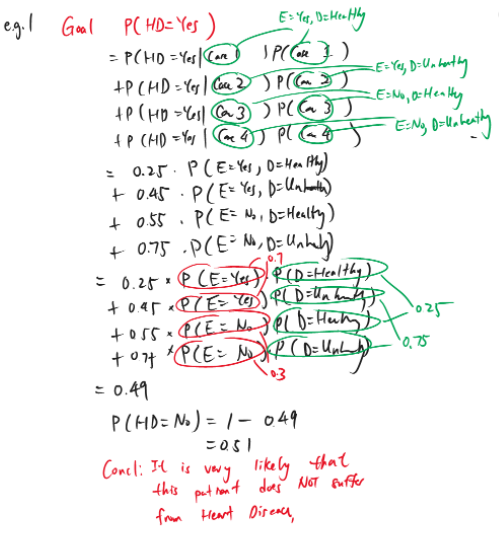 e.g.1 Goal P(HD=Yes) E=Yes, D=Healthy
= P(HD=Yes| Case 1 ) P( Case 1 )
+P(HD=Yes| Case 2 ) P( Case 2 ) E=Yes, D=Unhealthy
+P(HD=Yes| Case 3 ) P( Case 3 ) E=No, D=Healthy
+P(HD=Yes| Case 4 ) P( Case 4 ) E=No, D=Unhealthy
= 0.25 · P(E=Yes, D=Healthy)
+ 0.45 · P(E=Yes, D=Unhealthy)
+ 0.55 · P(E=No, D=Healthy)
+ 0.75 · P(E=No, D=Unhealthy)
0.7
= 0.25 * P(E=Yes) P(D=Healthy)
+ 0.45 * P(E=Yes) P(D=Unhealthy) 0.25
+ 0.55 * P(E=No) P(D=Healthy)
+ 0.75 * P(E=No) P(D=Unhealthy) 0.75
0.3
= 0.49
P(HD=No) = 1 - 0.49
= 0.51
Concl: It is very likely that
this patient does NOT suffer
from Heart Disease,